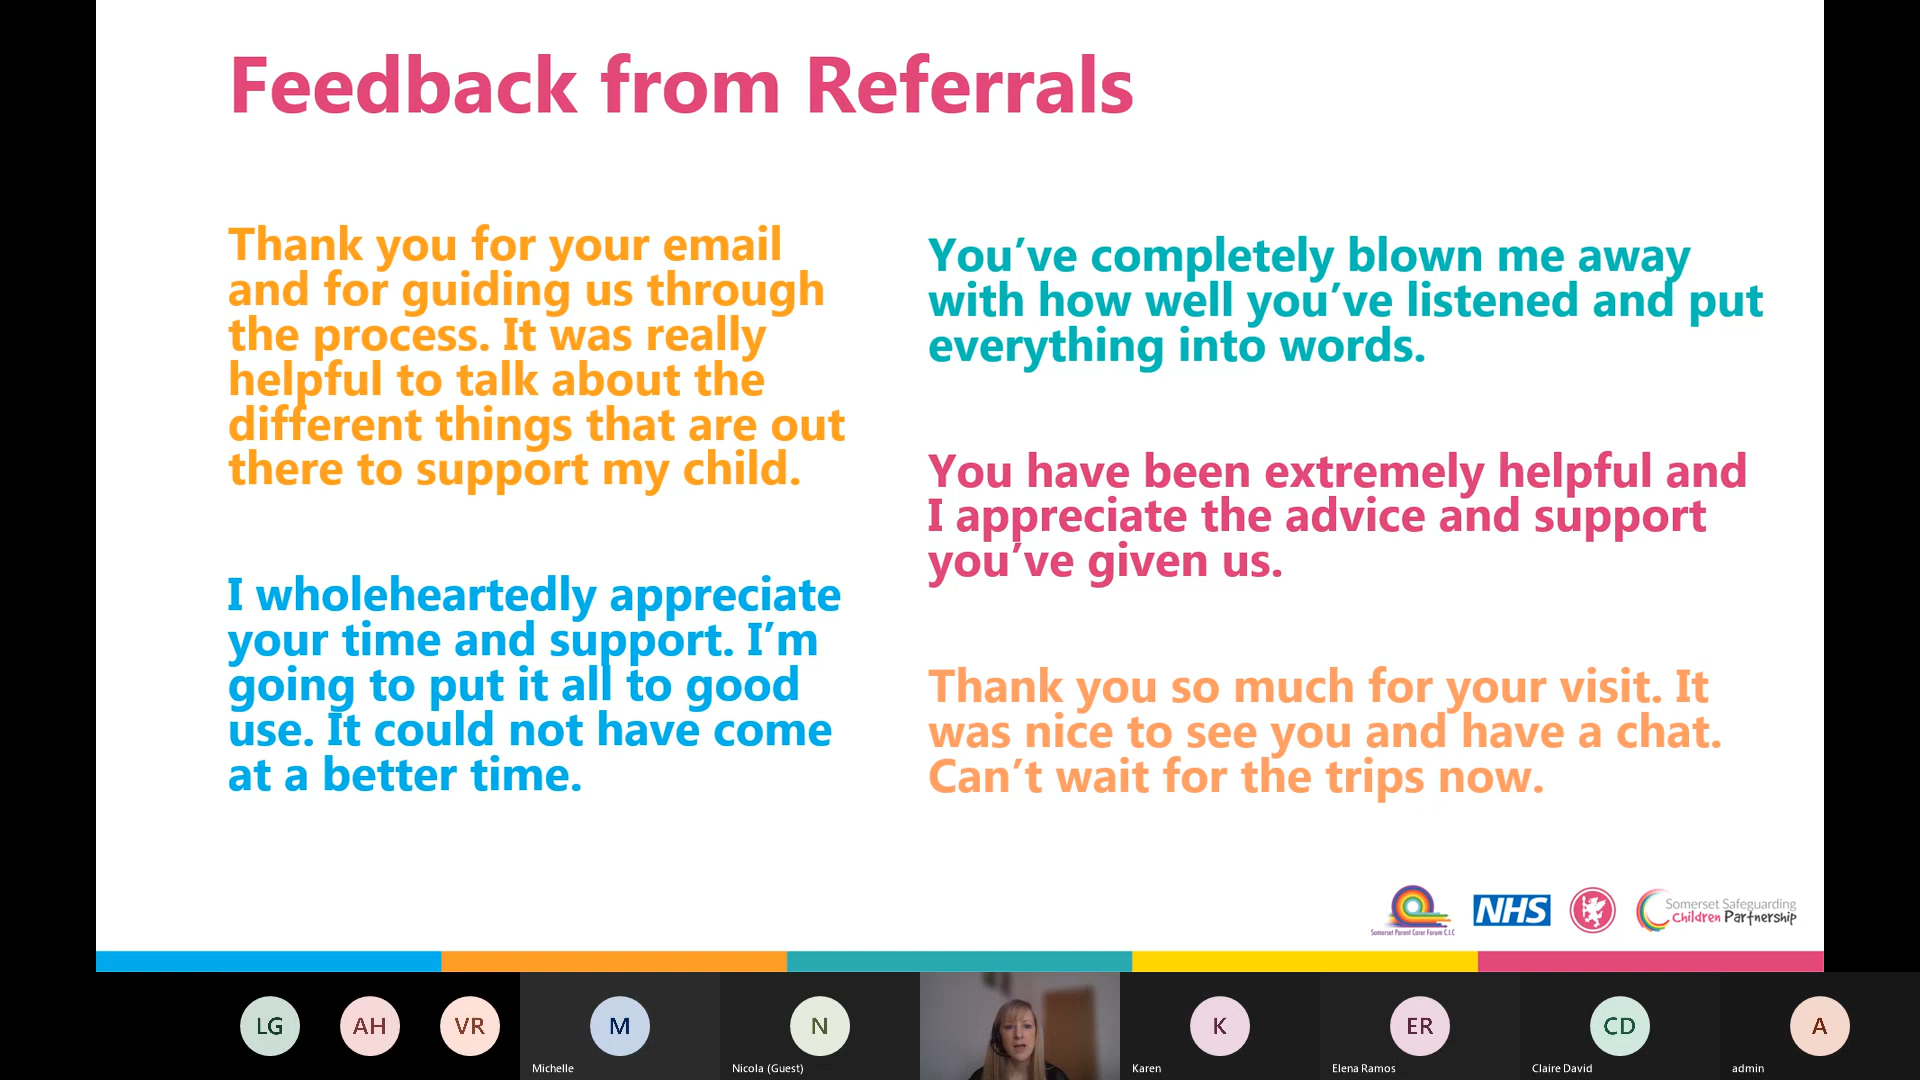 Feedback from Referrals
Thank you for your email
and for guiding us through
the process. It was really
helpful to talk about the
different things that are out
there to support my child.
I wholeheartedly appreciate
your time and support. I’m
going to put it all to good
use. It could not have come
at a better time.
You’ve completely blown me away
with how well you’ve listened and put
everything into words.
You have been extremely helpful and
I appreciate the advice and support
you’ve given us.
Thank you so much for your visit. It
was nice to see you and have a chat.
Can’t wait for the trips now.
Somerset Parent Carer Forum C.I.C
NHS
Somerset Safeguarding
Children Partnership
LG
AH
VR
M
N
K
ER
CD
A
Michelle
Nicola (Guest)
Karen
Elena Ramos
Claire David
admin